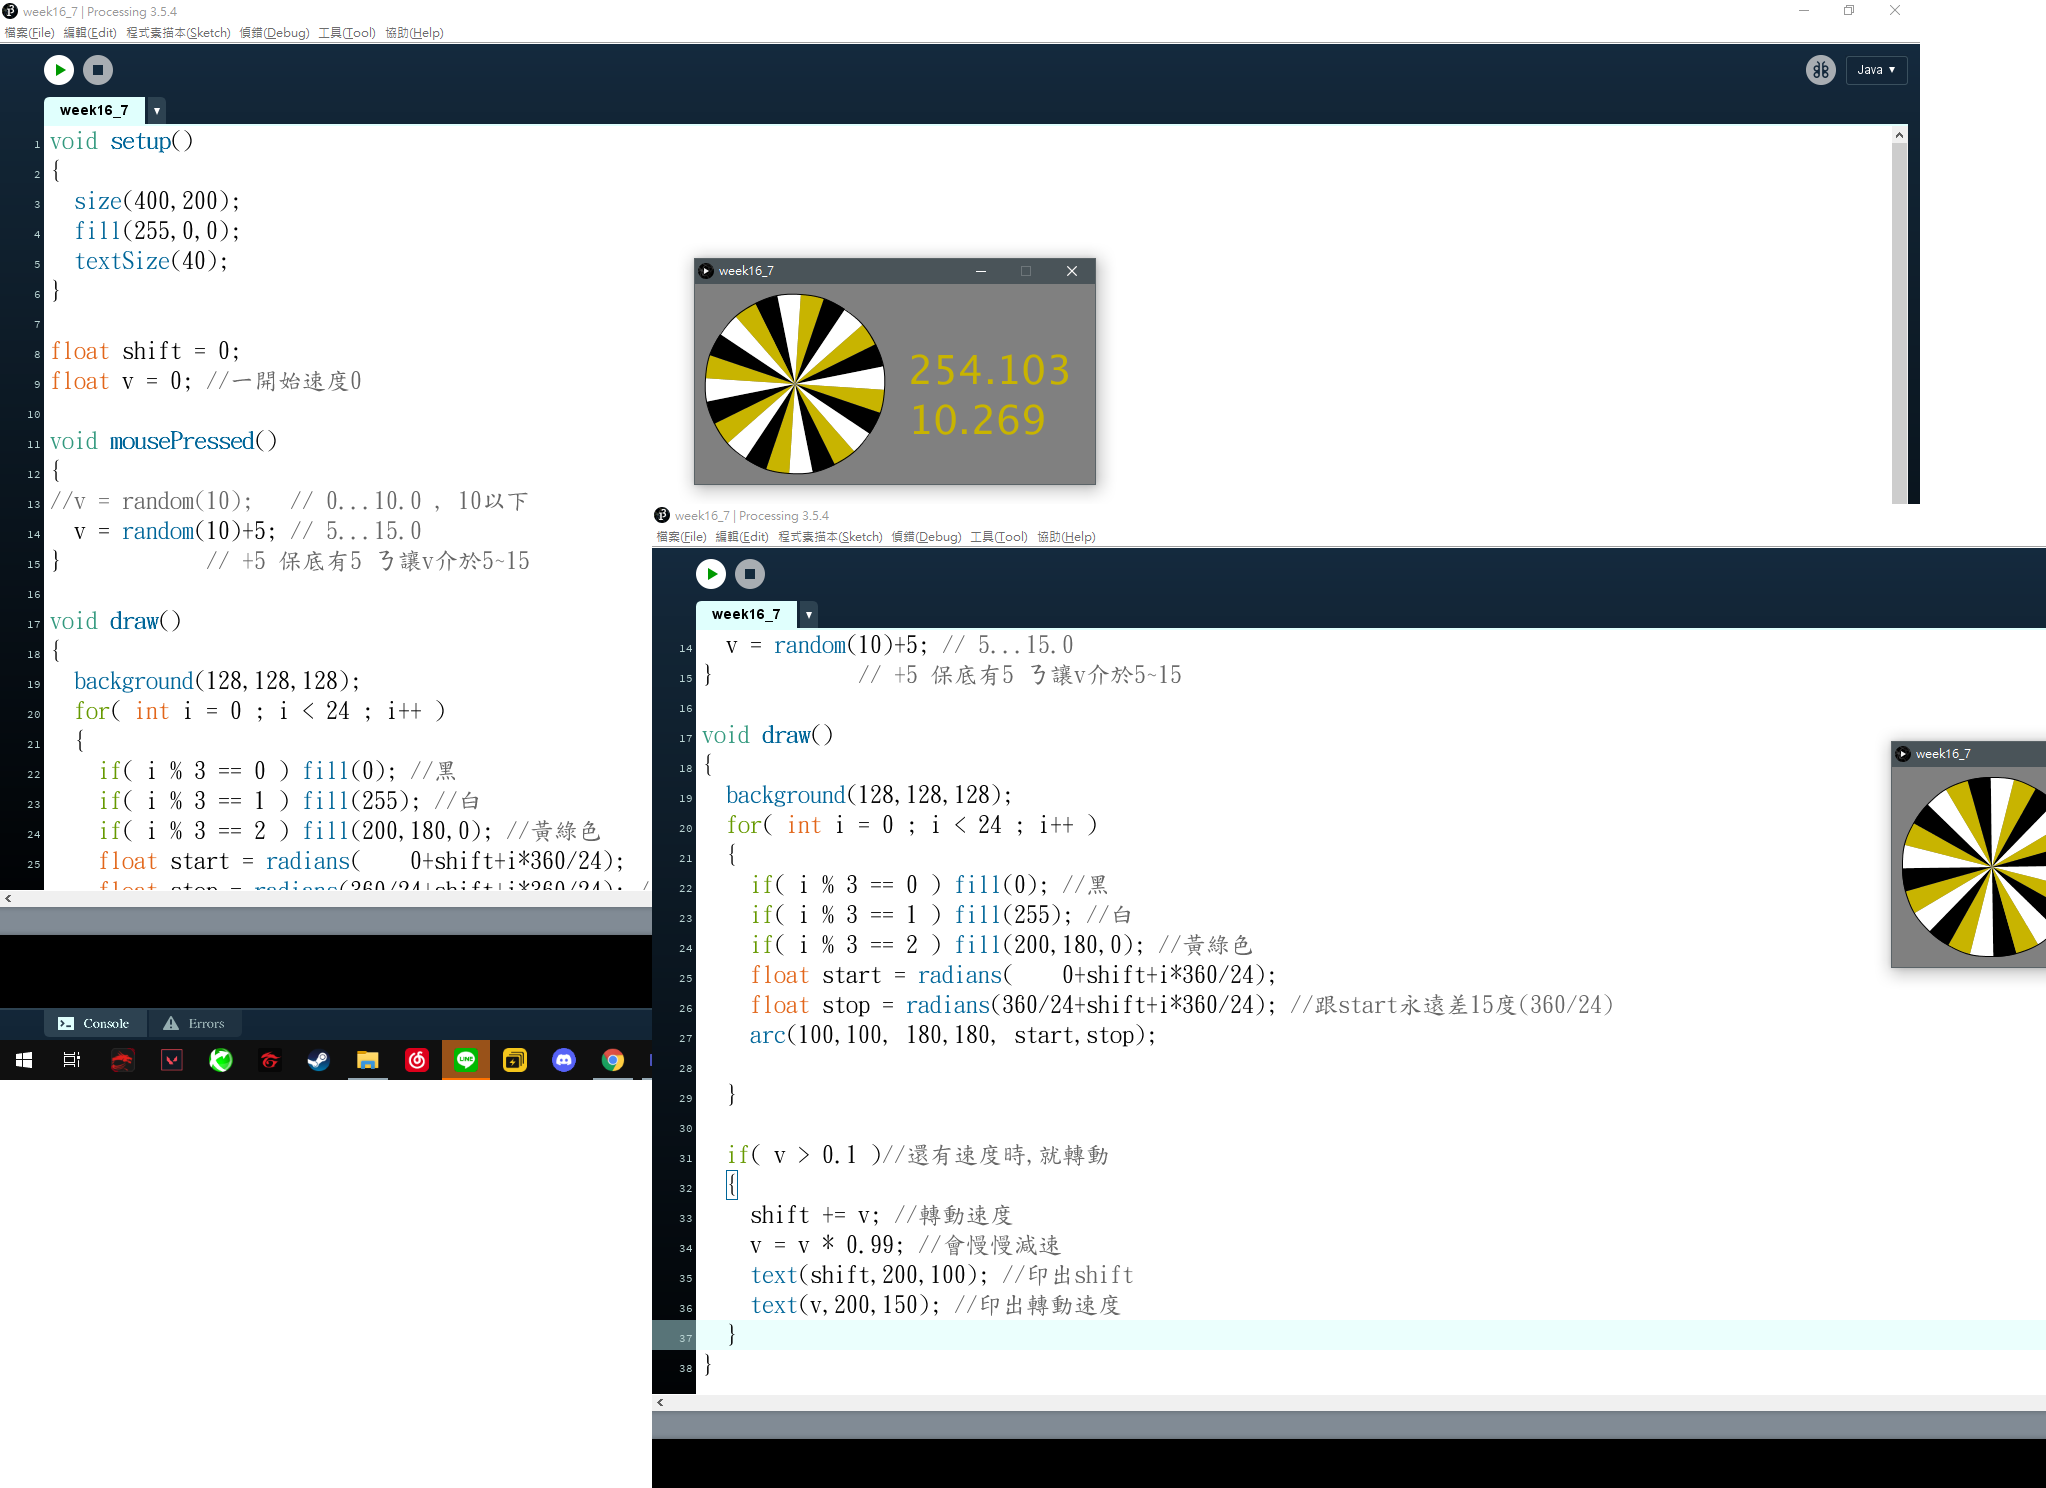 week16_7 | Processing 3.5.4
檔案(File) 編輯(Edit) 程式素描本(Sketch) 偵錯(Debug) 工具(Tool) 協助(Help)
Java ▼
week16_7 ▼
1 void setup()
2 {
3   size(400,200);
4   fill(255,0,0);
5   textSize(40);
6 }
7
8 float shift = 0;
9 float v = 0; //一開始速度0
10
11 void mousePressed()
12 {
13 //v = random(10);   // 0...10.0 , 10以下
14   v = random(10)+5; // 5...15.0
15 }            // +5 保底有5 ㄋ讓v介於5~15
16
17 void draw()
18 {
19   background(128,128,128);
20   for( int i = 0 ; i < 24 ; i++ )
21   {
22     if( i % 3 == 0 ) fill(0); //黑
23     if( i % 3 == 1 ) fill(255); //白
24     if( i % 3 == 2 ) fill(200,180,0); //黃綠色
25     float start = radians(    0+shift+i*360/24);
float stop = radians(360/24+shift+i*360/24); /
Console Errors
week16_7
254.103
10.269
week16_7 | Processing 3.5.4
檔案(File) 編輯(Edit) 程式素描本(Sketch) 偵錯(Debug) 工具(Tool) 協助(Help)
week16_7 ▼
14   v = random(10)+5; // 5...15.0
15 }            // +5 保底有5 ㄋ讓v介於5~15
16
17 void draw()
18 {
19   background(128,128,128);
20   for( int i = 0 ; i < 24 ; i++ )
21   {
22     if( i % 3 == 0 ) fill(0); //黑
23     if( i % 3 == 1 ) fill(255); //白
24     if( i % 3 == 2 ) fill(200,180,0); //黃綠色
25     float start = radians(    0+shift+i*360/24);
26     float stop = radians(360/24+shift+i*360/24); //跟start永遠差15度(360/24)
27     arc(100,100, 180,180, start,stop);
28
29   }
30
31   if( v > 0.1 )//還有速度時,就轉動
32   {
33     shift += v; //轉動速度
34     v = v * 0.99; //會慢慢減速
35     text(shift,200,100); //印出shift
36     text(v,200,150); //印出轉動速度
37   }
38 }
week16_7